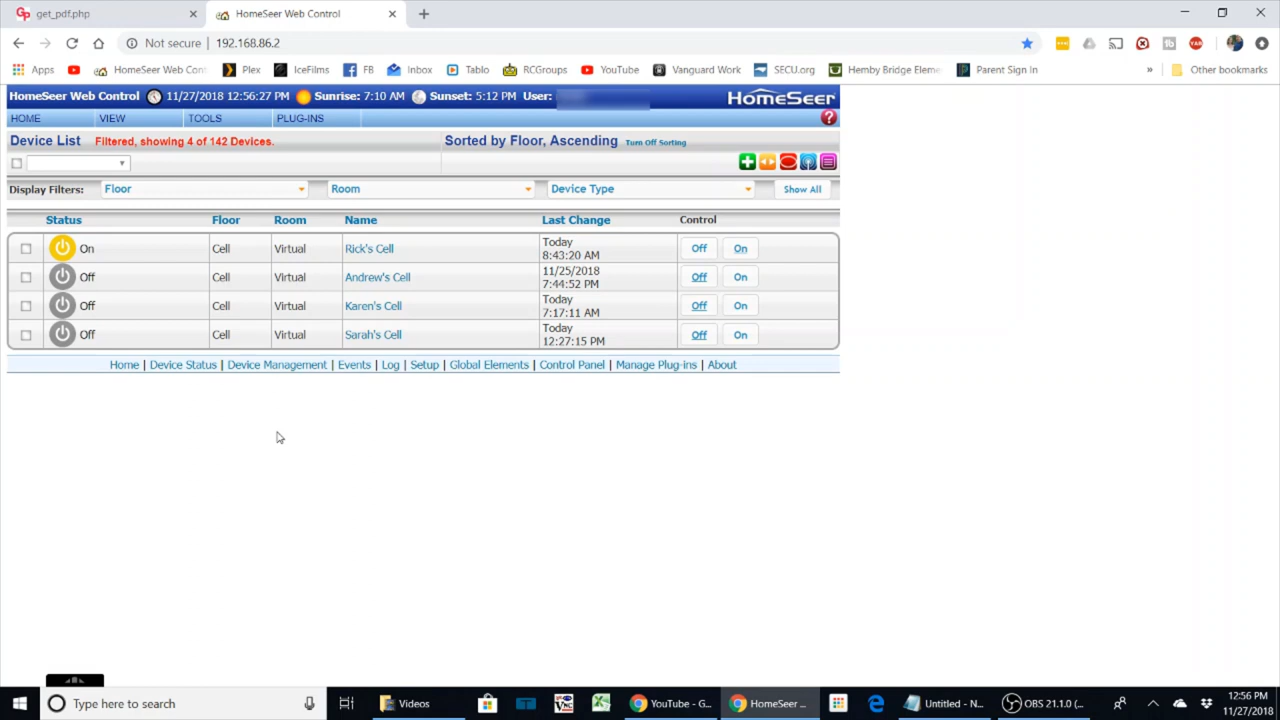 get_pdf.php
HomeSeer Web Control
Not secure 192.168.86.2
Apps HomeSeer Web Con Plex IceFilms FB Inbox Tablo RCGroups YouTube Vanguard Work SECU.org Hemby Bridge Eleme Parent Sign In » Other bookmarks
HomeSeer Web Control 11/27/2018 12:56:27 PM Sunrise: 7:10 AM Sunset: 5:12 PM User: HomeSeer
HOME VIEW TOOLS PLUG-INS ?
Device List Filtered, showing 4 of 142 Devices. Sorted by Floor, Ascending Turn Off Sorting
Display Filters: Floor Room Device Type Show All
Status Floor Room Name Last Change Control
On Cell Virtual Rick's Cell Today 8:43:20 AM Off On
Off Cell Virtual Andrew's Cell 11/25/2018 7:44:52 PM Off On
Off Cell Virtual Karen's Cell Today 7:17:11 AM Off On
Off Cell Virtual Sarah's Cell Today 12:27:15 PM Off On
Home | Device Status | Device Management | Events | Log | Setup | Global Elements | Control Panel | Manage Plug-ins | About
Type here to search Videos YouTube - G... HomeSeer ... Untitled - N... OBS 21.1.0 (... 12:56 PM
11/27/2018